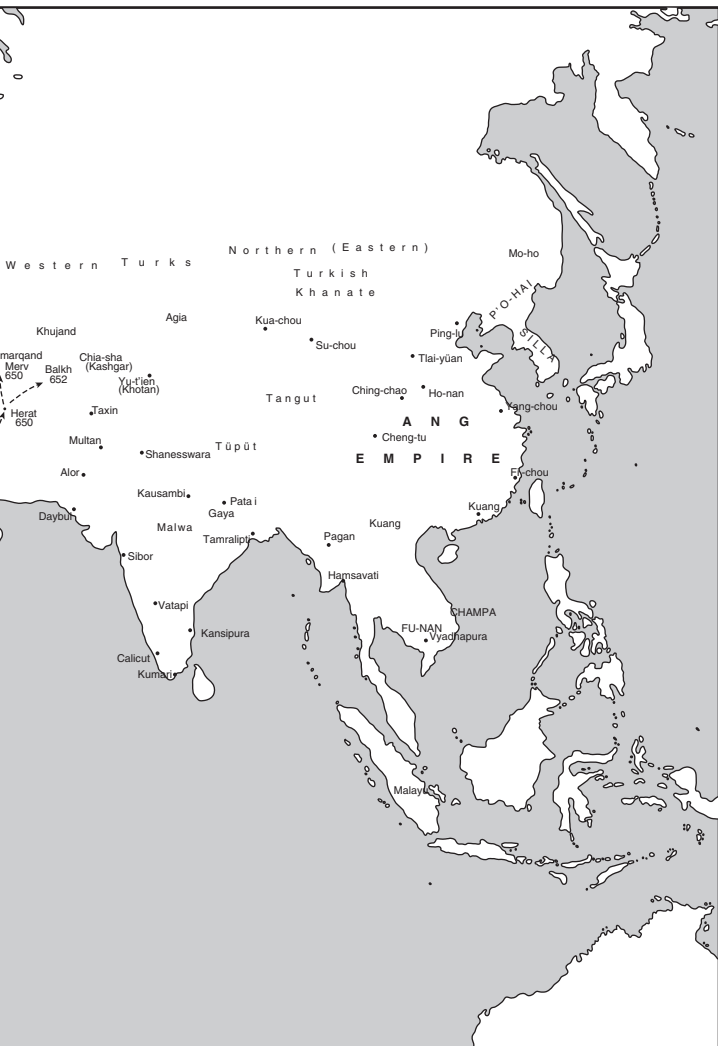 Northern (Eastern)
Mo-ho
Western Turks
Turkish
Khanate
P'O-HAI
Agia
Kua-chou
Khujand
Ping-lu
SILLA
Su-chou
marqand
Chia-sha
(Kashgar)
Tlai-yüan
Merv
650
Balkh
652
Yu-t'ien
(Khotan)
Ching-chao
Ho-nan
Tangut
Herat
650
Taxin
Yang-chou
ANG
Cheng-tu
Multan
Tüpüt
Shanesswara
EMPIRE
Alor
Fl-chou
Kausambi
Pata i
Kuang
Daybul
Gaya
Malwa
Kuang
Tamralipti
Pagan
Sibor
Hamsavati
Vatapi
CHAMPA
Kansipura
FU-NAN
Vyadhapura
Calicut
Kumari
Malayu